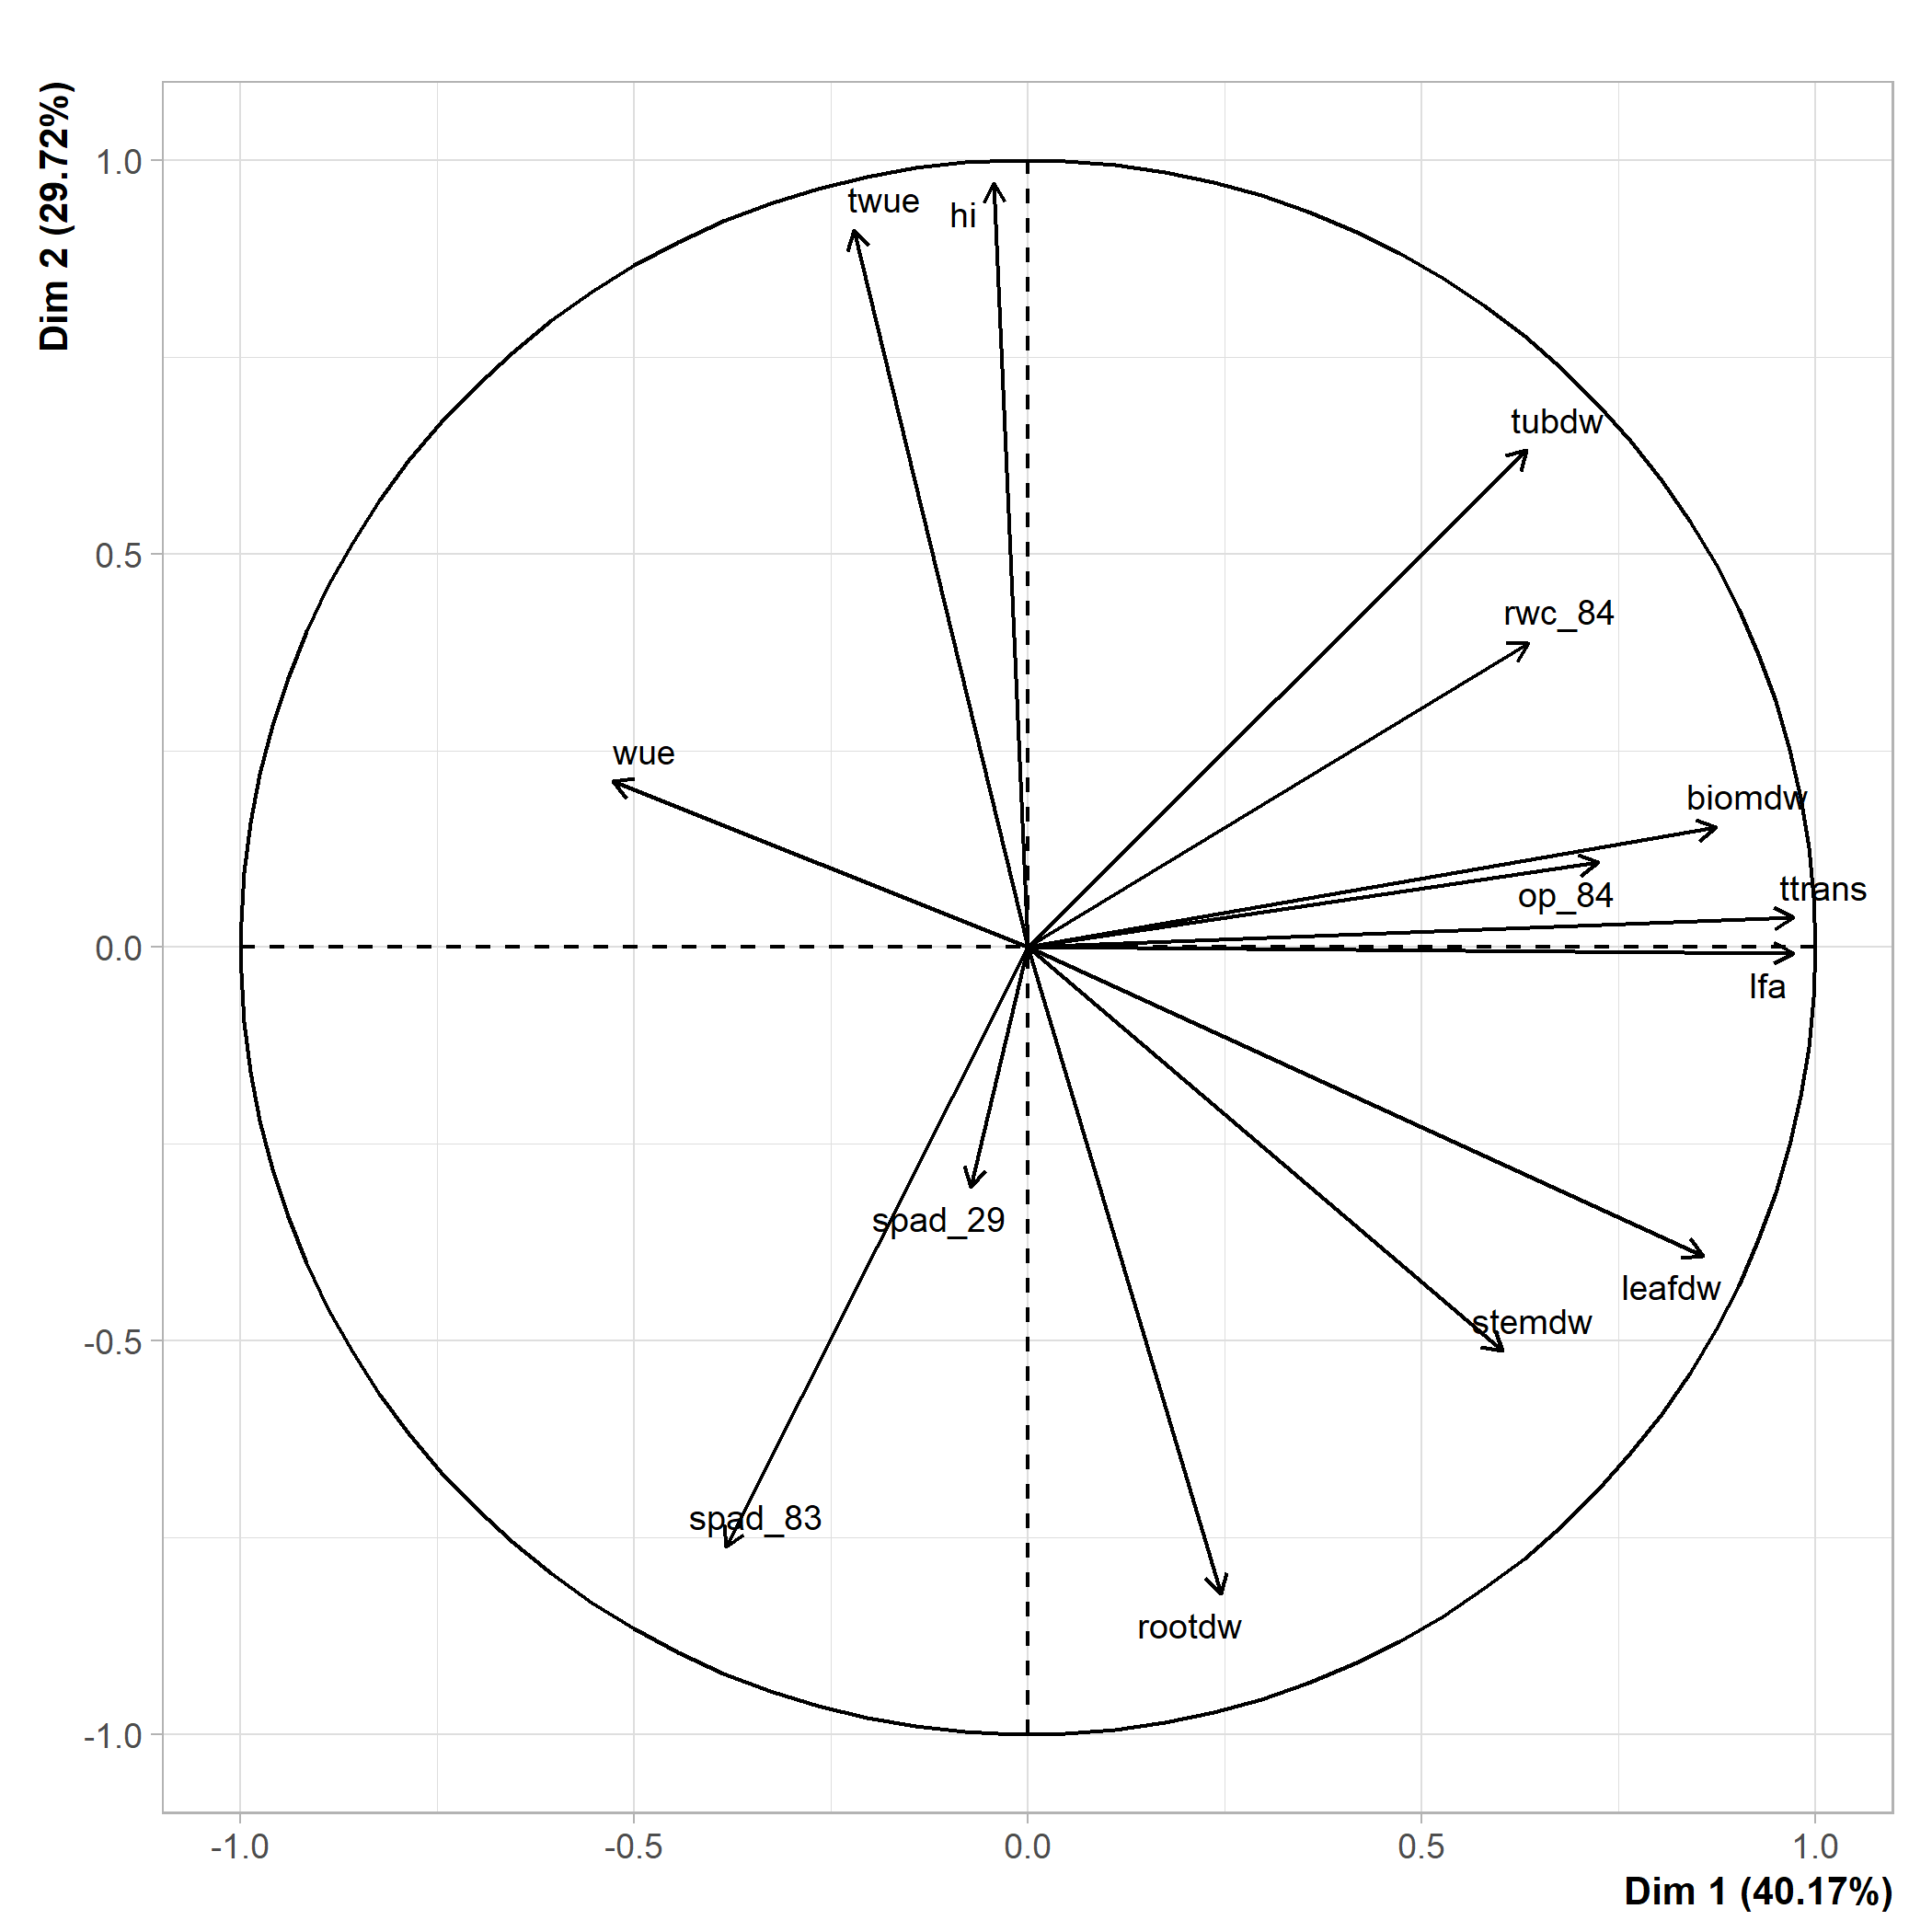 Dim 2 (29.72%)
1.0
0.5
0.0
-0.5
-1.0
twue
hi
tubdw
rwc_84
wue
biomdw
ttrans
op_84
lfa
spad_29
leafdw
stemdw
spad_83
rootdw
-1.0
-0.5
0.0
0.5
1.0
Dim 1 (40.17%)